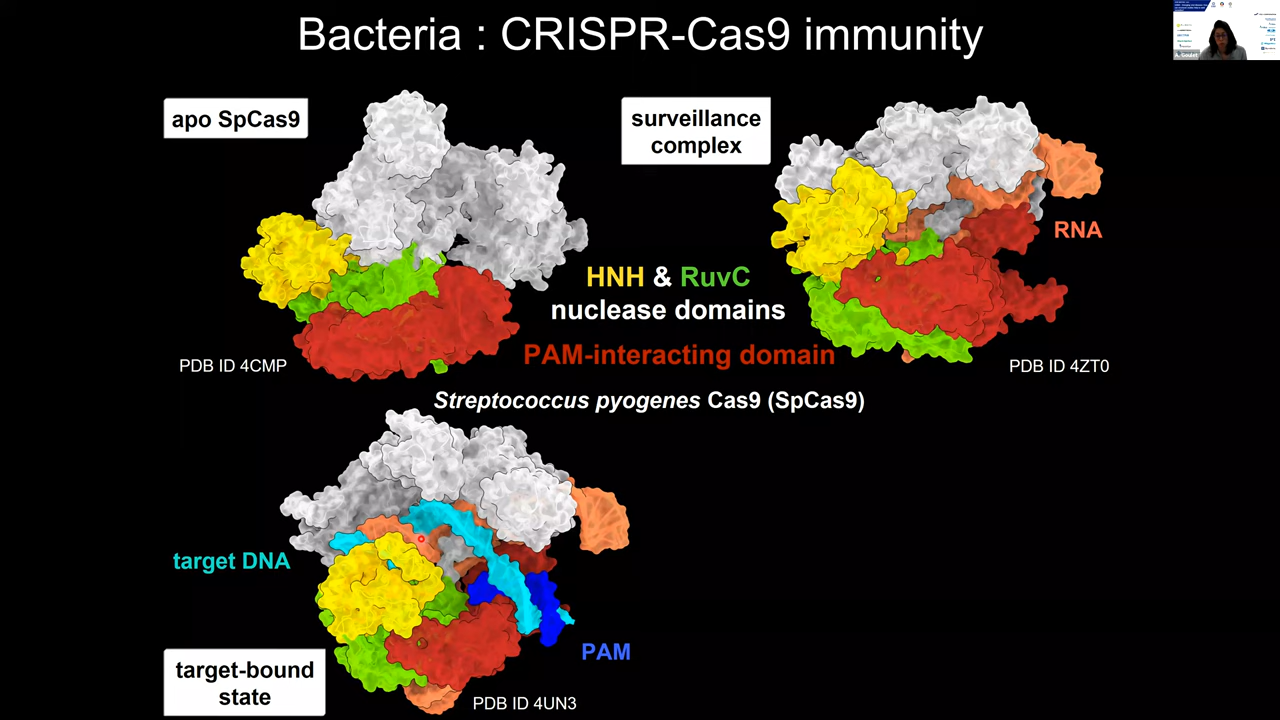 Bacteria : CRISPR-Cas9 immunity
A. Goulet
apo SpCas9
surveillance
complex
RNA
HNH & RuvC
nuclease domains
PAM-interacting domain
PDB ID 4CMP
PDB ID 4ZT0
Streptococcus pyogenes Cas9 (SpCas9)
target DNA
PAM
target-bound
state
PDB ID 4UN3